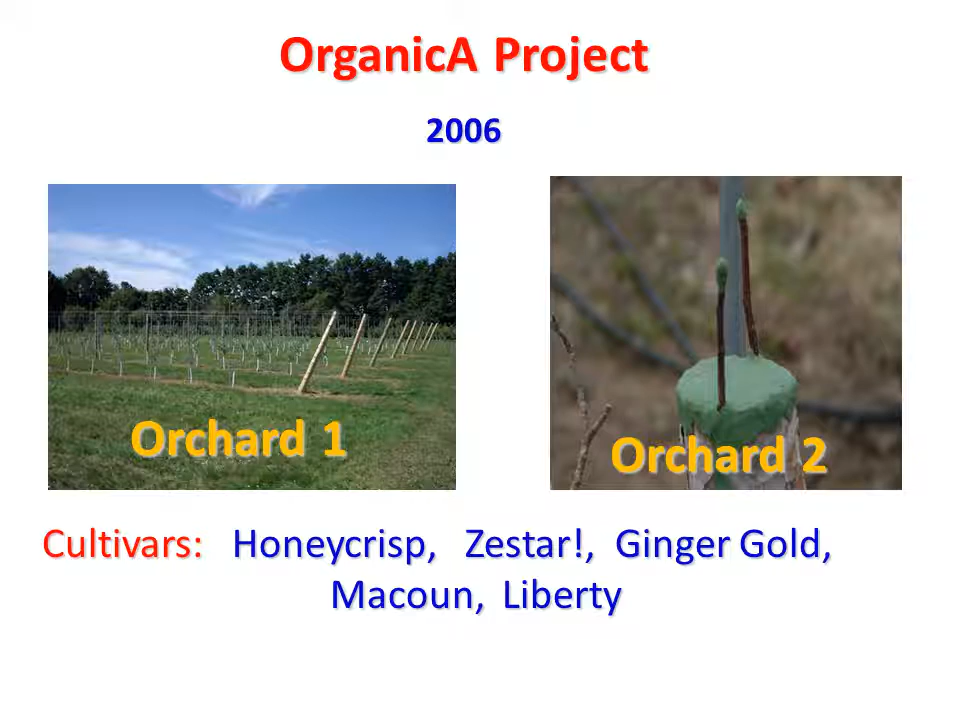 OrganicA Project
2006
Orchard 1
Orchard 2
Cultivars: Honeycrisp, Zestar!, Ginger Gold,
Macoun, Liberty